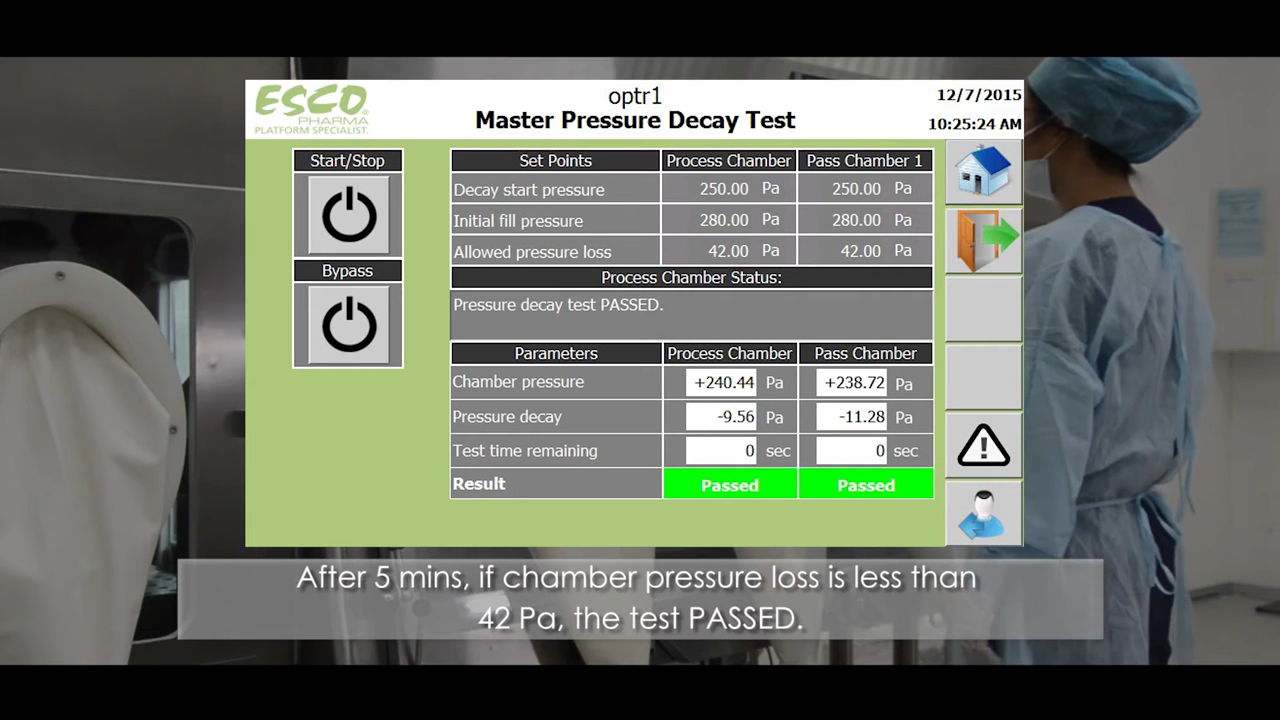 ESCO
PHARMA
PLATFORM SPECIALIST.
optr1
Master Pressure Decay Test
12/7/2015
10:25:24 AM
Start/Stop
Bypass
Set Points Process Chamber Pass Chamber 1
Decay start pressure 250.00 Pa 250.00 Pa
Initial fill pressure 280.00 Pa 280.00 Pa
Allowed pressure loss 42.00 Pa 42.00 Pa
Process Chamber Status:
Pressure decay test PASSED.
Parameters Process Chamber Pass Chamber
Chamber pressure +240.44 Pa +238.72 Pa
Pressure decay -9.56 Pa -11.28 Pa
Test time remaining 0 sec 0 sec
Result Passed Passed
After 5 mins, if chamber pressure loss is less than
42 Pa, the test PASSED.